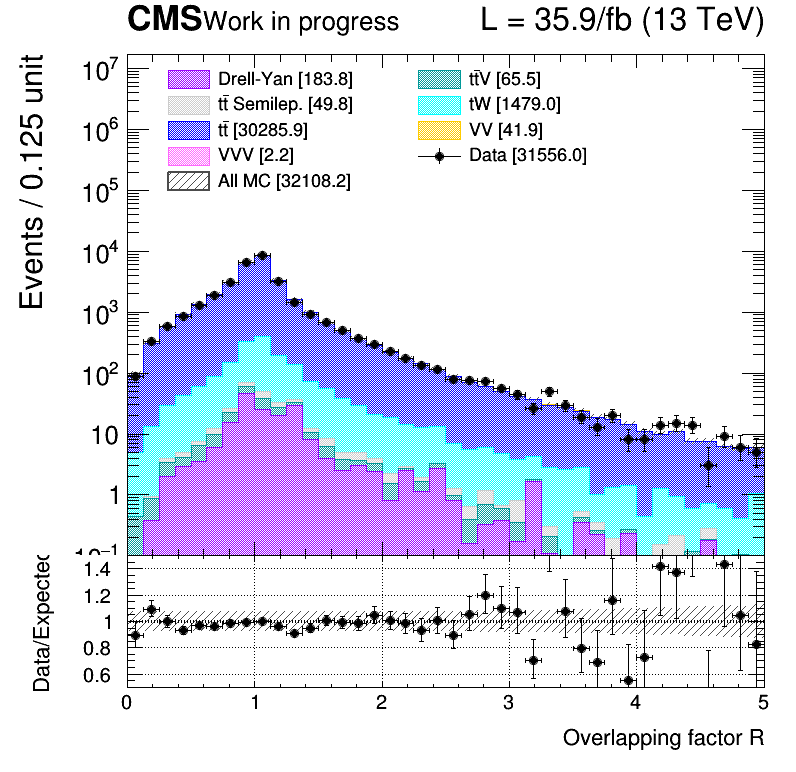 CMS Work in progress L = 35.9/fb (13 TeV)
Events / 0.125 unit
10⁷
10⁶
10⁵
10⁴
10³
10²
10
1
10⁻¹
Drell-Yan [183.8]
tt̄ Semilep. [49.8]
tt̄ [30285.9]
VVV [2.2]
All MC [32108.2]
tt̄V [65.5]
tW [1479.0]
VV [41.9]
Data [31556.0]
Data/Expected
1.4
1.2
1
0.8
0.6
0 1 2 3 4 5
Overlapping factor R